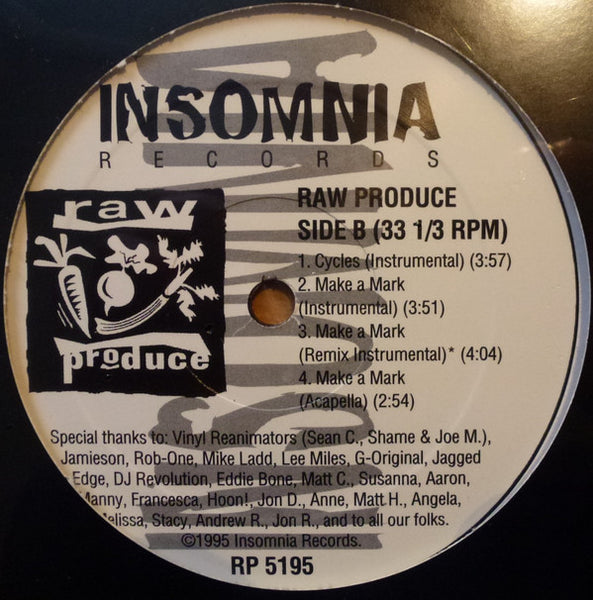 INSOMNIA
RECORDS
raw
produce
RAW PRODUCE
SIDE B (33 1/3 RPM)
1. Cycles (Instrumental) (3:57)
2. Make a Mark
(Instrumental) (3:51)
3. Make a Mark
(Remix Instrumental)* (4:04)
4. Make a Mark
(Acapella) (2:54)
Special thanks to: Vinyl Reanimators (Sean C., Shame & Joe M.),
Jamieson, Rob-One, Mike Ladd, Lee Miles, G-Original, Jagged
Edge, DJ Revolution, Eddie Bone, Matt C., Susanna, Aaron,
Manny, Francesca, Hoon!, Jon D., Anne, Matt H., Angela,
Melissa, Stacy, Andrew R., Jon R., and to all our folks.
©1995 Insomnia Records.
RP 5195